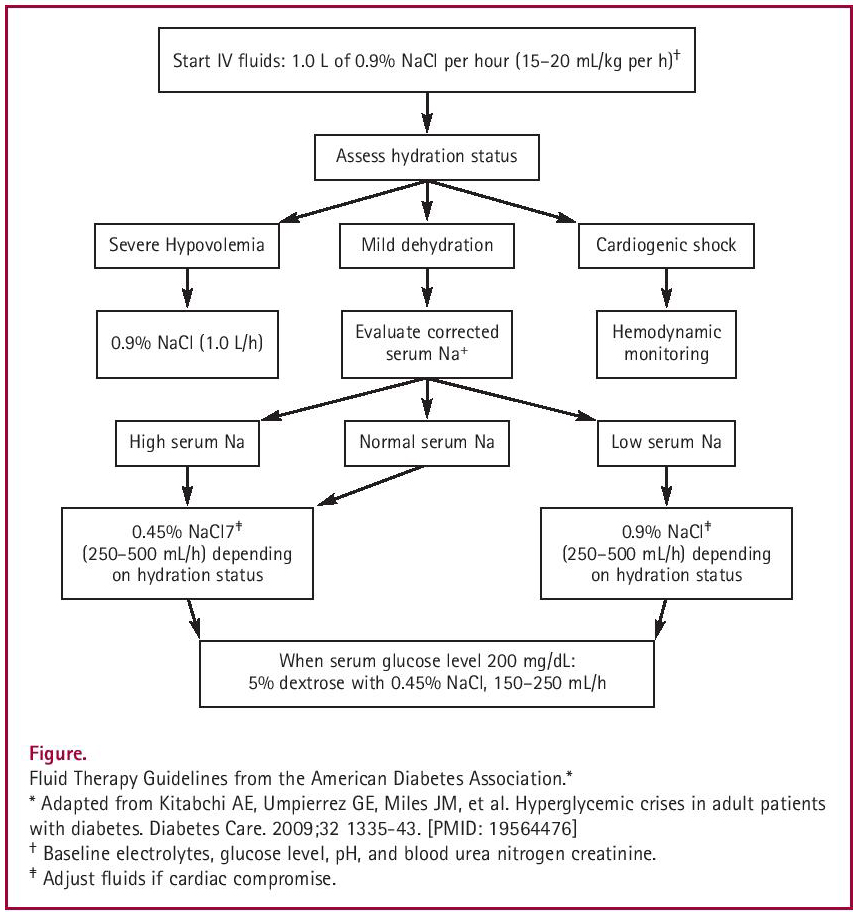 Start IV fluids: 1.0 L of 0.9% NaCl per hour (15–20 mL/kg per h)†
Assess hydration status
Severe Hypovolemia
Mild dehydration
Cardiogenic shock
0.9% NaCl (1.0 L/h)
Evaluate corrected
serum Na+
Hemodynamic
monitoring
High serum Na
Normal serum Na
Low serum Na
0.45% NaCl7‡
(250–500 mL/h) depending
on hydration status
0.9% NaCl‡
(250–500 mL/h) depending
on hydration status
When serum glucose level 200 mg/dL:
5% dextrose with 0.45% NaCl, 150–250 mL/h
Figure.
Fluid Therapy Guidelines from the American Diabetes Association.*
* Adapted from Kitabchi AE, Umpierrez GE, Miles JM, et al. Hyperglycemic crises in adult patients
with diabetes. Diabetes Care. 2009;32 1335-43. [PMID: 19564476]
† Baseline electrolytes, glucose level, pH, and blood urea nitrogen creatinine.
‡ Adjust fluids if cardiac compromise.